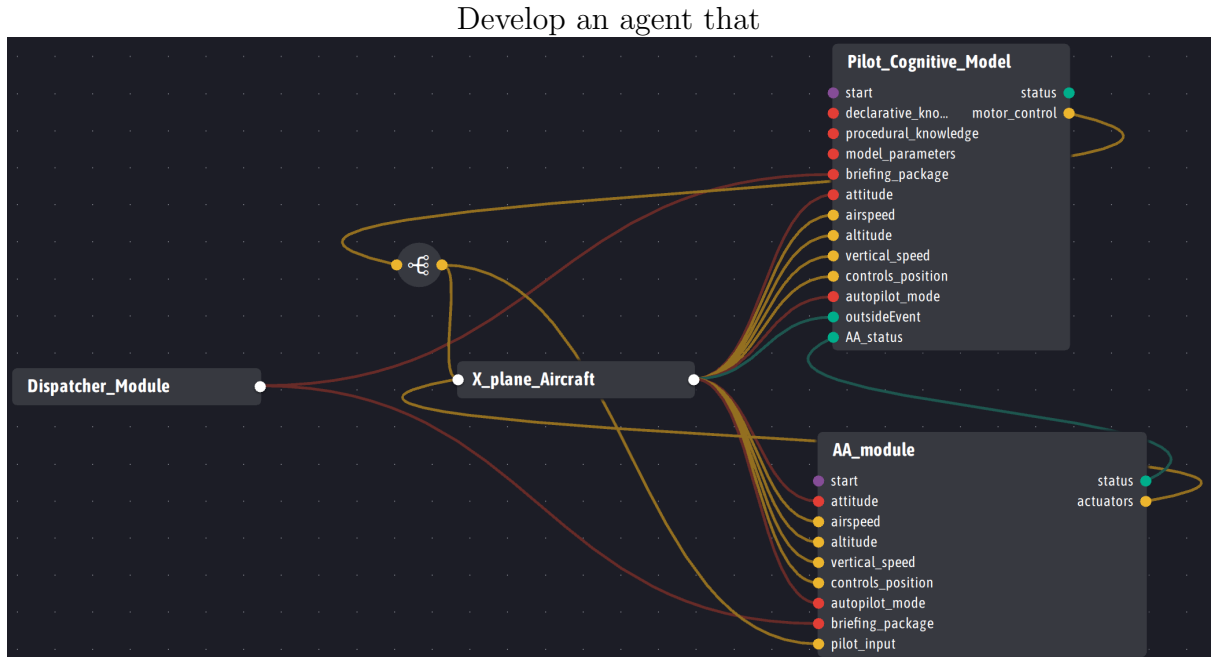 Develop an agent that
Pilot_Cognitive_Model
start status
declarative_kno... motor_control
procedural_knowledge
model_parameters
briefing_package
attitude
airspeed
altitude
vertical_speed
controls_position
autopilot_mode
outsideEvent
AA_status
Dispatcher_Module
X_plane_Aircraft
AA_module
start status
attitude actuators
airspeed
altitude
vertical_speed
controls_position
autopilot_mode
briefing_package
pilot_input